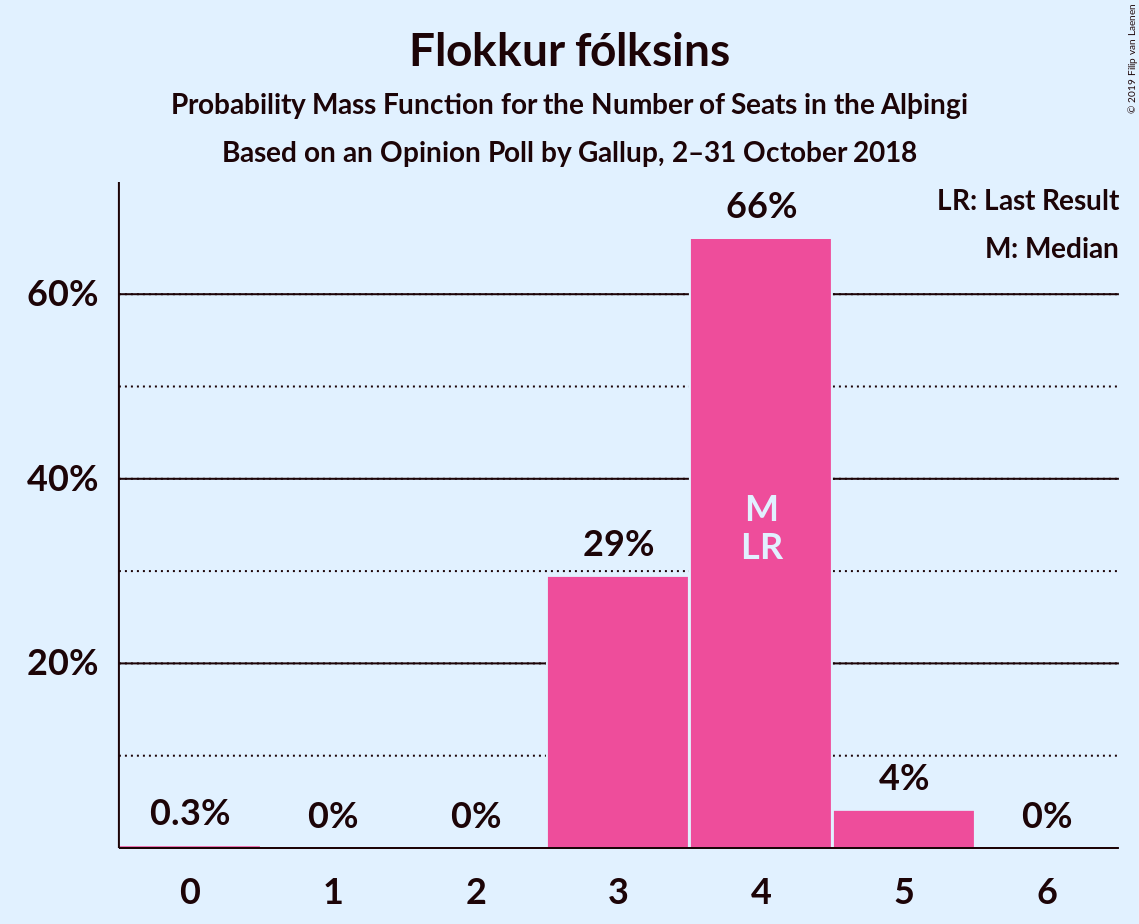 Flokkur fólksins
Probability Mass Function for the Number of Seats in the Alþingi
Based on an Opinion Poll by Gallup, 2–31 October 2018
© 2019 Filip van Laenen
LR: Last Result
M: Median
66%
60%
40%
M
LR
29%
20%
4%
0.3%
0%
0%
0%
0
1
2
3
4
5
6